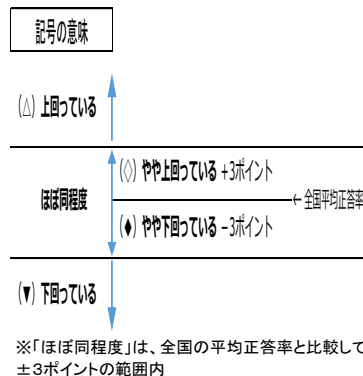 記号の意味
(△) 上回っている
(◇) やや上回っている +3ポイント
ほぼ同程度
←全国平均正答率
(♦) やや下回っている -3ポイント
(▼) 下回っている
※「ほぼ同程度」は、全国の平均正答率と比較して
±3ポイントの範囲内